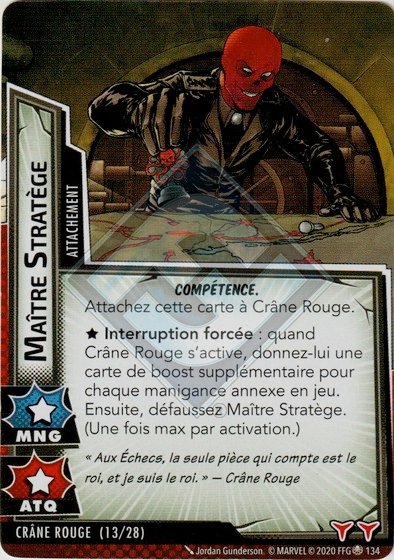 MAÎTRE STRATÈGE
ATTACHEMENT
COMPÉTENCE.
Attachez cette carte à Crâne Rouge.
★ Interruption forcée : quand
Crâne Rouge s'active, donnez-lui une
carte de boost supplémentaire pour
chaque manigance annexe en jeu.
Ensuite, défaussez Maître Stratège.
(Une fois max par activation.)
« Aux Échecs, la seule pièce qui compte est le
roi, et je suis le roi. » — Crâne Rouge
MNG
ATQ
CRÂNE ROUGE (13/28)
Jordan Gunderson. © MARVEL © 2020 FFG 134